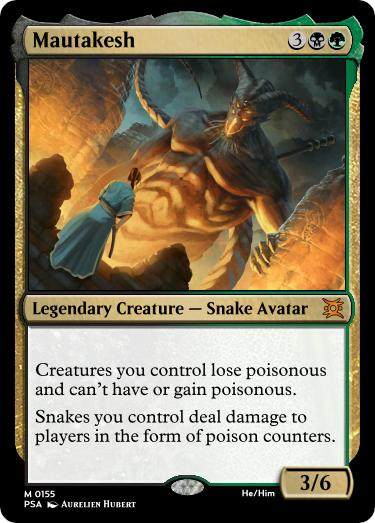 Mautakesh 3
Legendary Creature — Snake Avatar
Creatures you control lose poisonous
and can't have or gain poisonous.
Snakes you control deal damage to
players in the form of poison counters.
3/6
M 0155
He/Him
PSA Aurelien Hubert